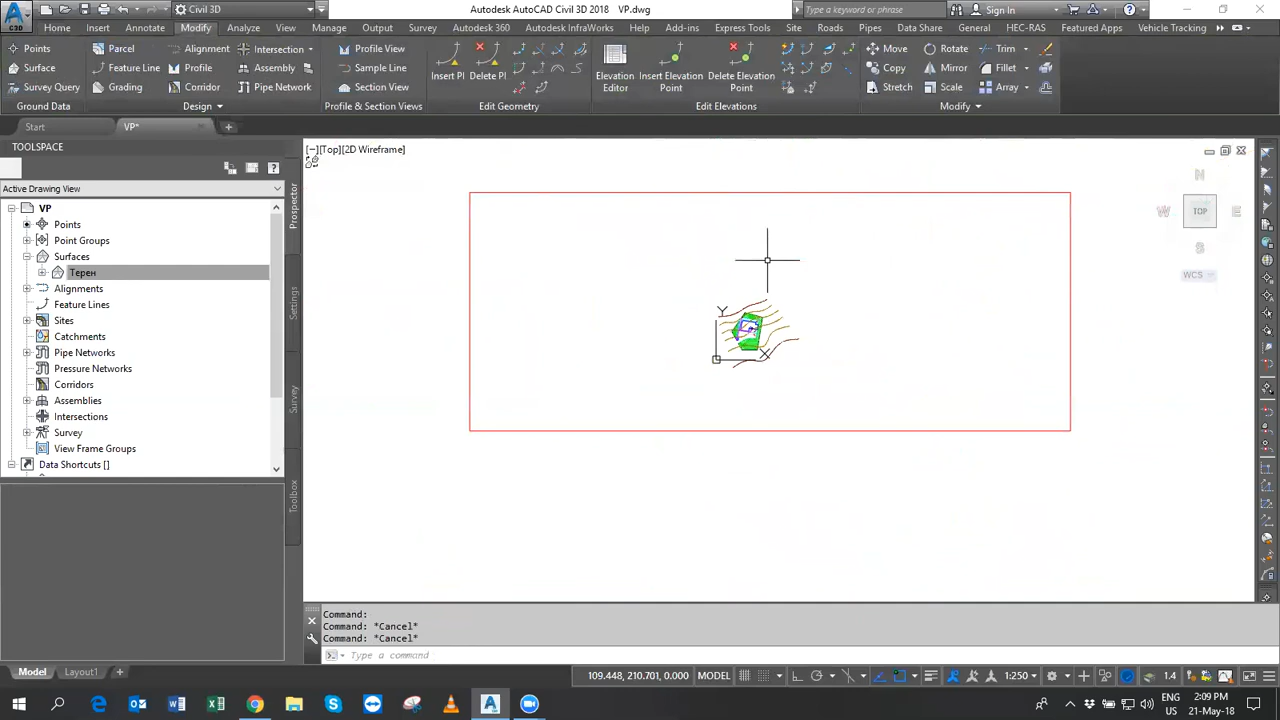 C3D
Civil 3D
Autodesk AutoCAD Civil 3D 2018 VP.dwg
Type a keyword or phrase
Sign In
Home Insert Annotate Modify Analyze View Manage Output Survey Autodesk 360 Autodesk InfraWorks Help Add-ins Express Tools Site Roads Pipes Data Share General HEC-RAS Featured Apps Vehicle Tracking
Points Parcel Alignment Intersection Profile View Move Rotate Trim
Surface Feature Line Profile Assembly Sample Line Copy Mirror Fillet
Survey Query Grading Corridor Pipe Network Section View Stretch Scale Array
Insert PI Delete PI
Elevation Editor Insert Elevation Point Delete Elevation Point
Ground Data Design Profile & Section Views Edit Geometry Edit Elevations Modify
Start VP*
TOOLSPACE
Active Drawing View
VP
Points
Point Groups
Surfaces
Терен
Alignments
Feature Lines
Sites
Catchments
Pipe Networks
Pressure Networks
Corridors
Assemblies
Intersections
Survey
View Frame Groups
Data Shortcuts []
Prospector
Settings
Survey
Toolbox
[−][Top][2D Wireframe]
N
W TOP E
S
WCS
Y
X
Command:
Command: *Cancel*
Command: *Cancel*
Type a command
Model Layout1
109.448, 210.701, 0.000 MODEL 1:250 1.4
ENG 2:09 PM
US 21-May-18